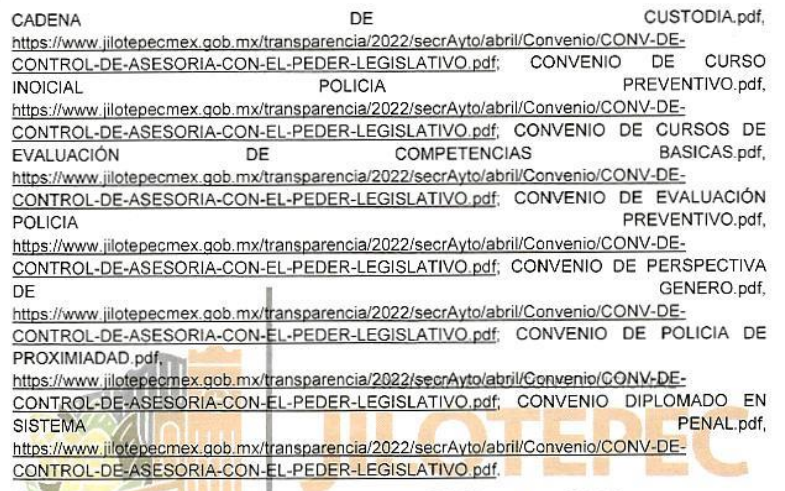 CADENA DE CUSTODIA.pdf,
https://www.jilotepecmex.gob.mx/transparencia/2022/secrAyto/abril/Convenio/CONV-DE-
CONTROL-DE-ASESORIA-CON-EL-PEDER-LEGISLATIVO.pdf; CONVENIO DE CURSO
INOICIAL POLICIA PREVENTIVO.pdf,
https://www.jilotepecmex.gob.mx/transparencia/2022/secrAyto/abril/Convenio/CONV-DE-
CONTROL-DE-ASESORIA-CON-EL-PEDER-LEGISLATIVO.pdf; CONVENIO DE CURSOS DE
EVALUACIÓN DE COMPETENCIAS BASICAS.pdf,
https://www.jilotepecmex.gob.mx/transparencia/2022/secrAyto/abril/Convenio/CONV-DE-
CONTROL-DE-ASESORIA-CON-EL-PEDER-LEGISLATIVO.pdf; CONVENIO DE EVALUACIÓN
POLICIA PREVENTIVO.pdf,
https://www.jilotepecmex.gob.mx/transparencia/2022/secrAyto/abril/Convenio/CONV-DE-
CONTROL-DE-ASESORIA-CON-EL-PEDER-LEGISLATIVO.pdf; CONVENIO DE PERSPECTIVA
DE GENERO.pdf,
https://www.jilotepecmex.gob.mx/transparencia/2022/secrAyto/abril/Convenio/CONV-DE-
CONTROL-DE-ASESORIA-CON-EL-PEDER-LEGISLATIVO.pdf; CONVENIO DE POLICIA DE
PROXIMIADAD.pdf,
https://www.jilotepecmex.gob.mx/transparencia/2022/secrAyto/abril/Convenio/CONV-DE-
CONTROL-DE-ASESORIA-CON-EL-PEDER-LEGISLATIVO.pdf; CONVENIO DIPLOMADO EN
SISTEMA PENAL.pdf,
https://www.jilotepecmex.gob.mx/transparencia/2022/secrAyto/abril/Convenio/CONV-DE-
CONTROL-DE-ASESORIA-CON-EL-PEDER-LEGISLATIVO.pdf.
JILOTEPEC